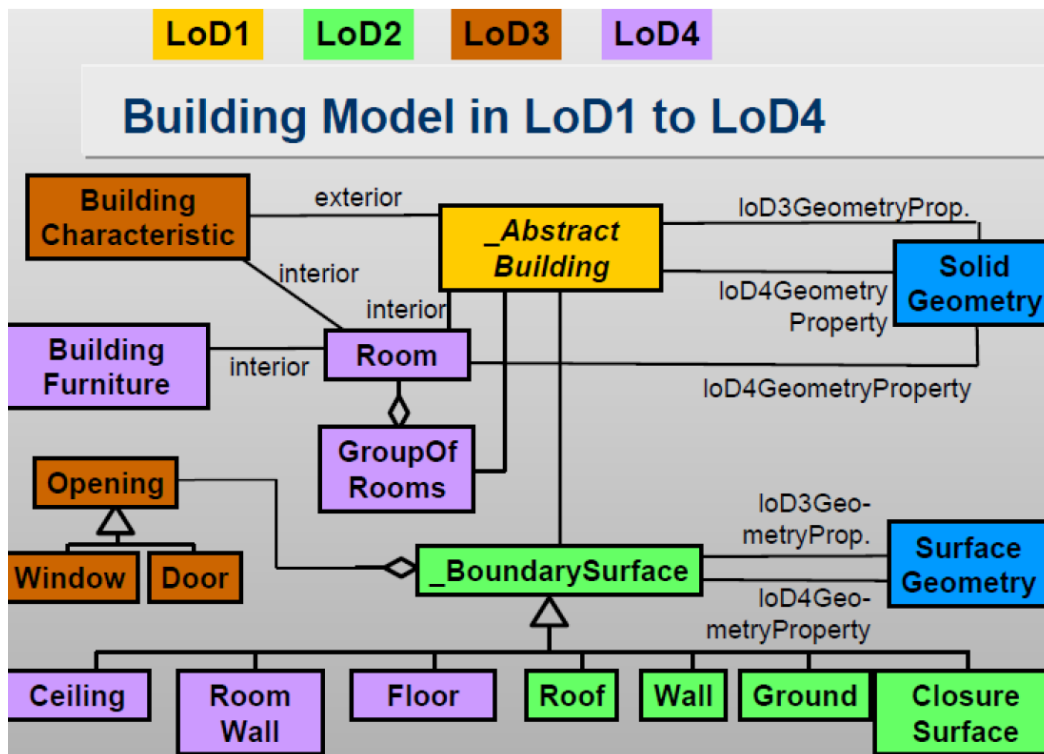 LoD1 LoD2 LoD3 LoD4
Building Model in LoD1 to LoD4
Building
Characteristic
exterior
_Abstract
Building
loD3GeometryProp.
Solid
Geometry
interior
interior
loD4Geometry
Property
Building
Furniture
interior
Room
loD4GeometryProperty
GroupOf
Rooms
Opening
Window
Door
_BoundarySurface
loD3Geo-
metryProp.
Surface
Geometry
loD4Geo-
metryProperty
Ceiling
Room
Wall
Floor
Roof
Wall
Ground
Closure
Surface